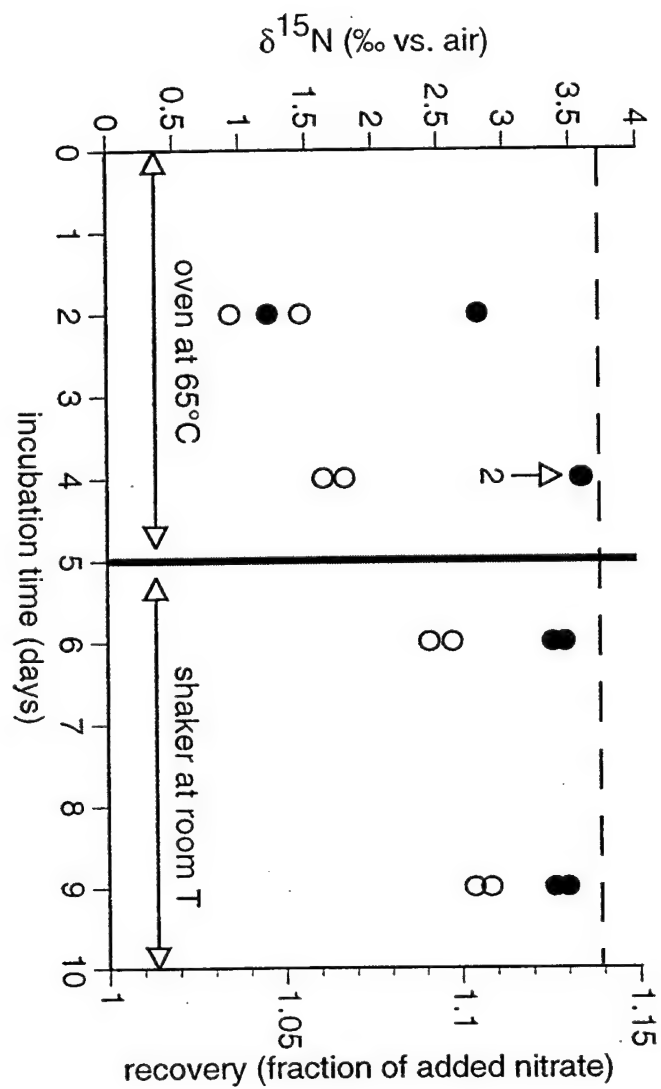 δ15N (‰ vs. air)
0 0.5 1 1.5 2 2.5 3 3.5 4
0 1 2 3 4 5 6 7 8 9 10
incubation time (days)
oven at 65°C
shaker at room T
2
1 1.05 1.1 1.15
recovery (fraction of added nitrate)